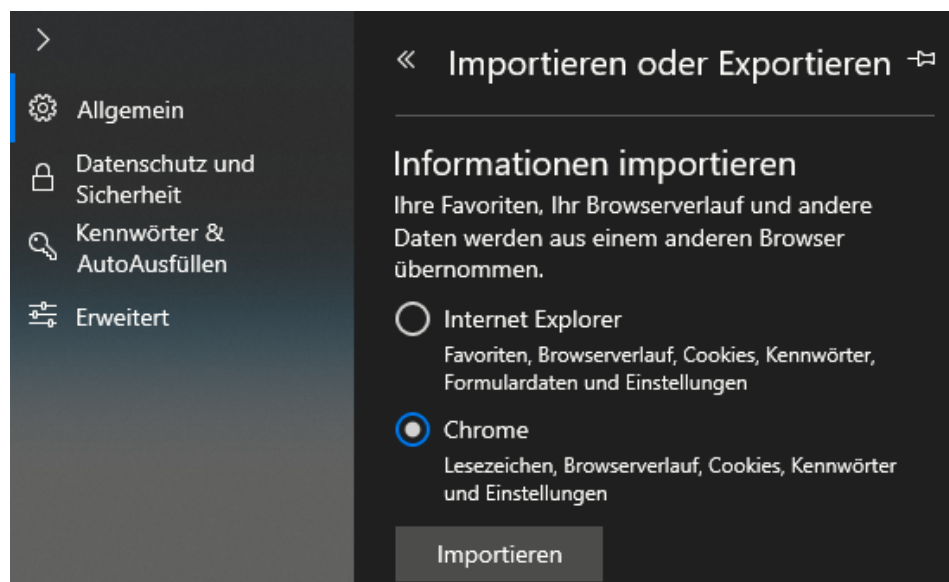 Allgemein
Datenschutz und
Sicherheit
Kennwörter &
AutoAusfüllen
Erweitert
Importieren oder Exportieren
Informationen importieren
Ihre Favoriten, Ihr Browserverlauf und andere
Daten werden aus einem anderen Browser
übernommen.
Internet Explorer
Favoriten, Browserverlauf, Cookies, Kennwörter,
Formulardaten und Einstellungen
Chrome
Lesezeichen, Browserverlauf, Cookies, Kennwörter
und Einstellungen
Importieren